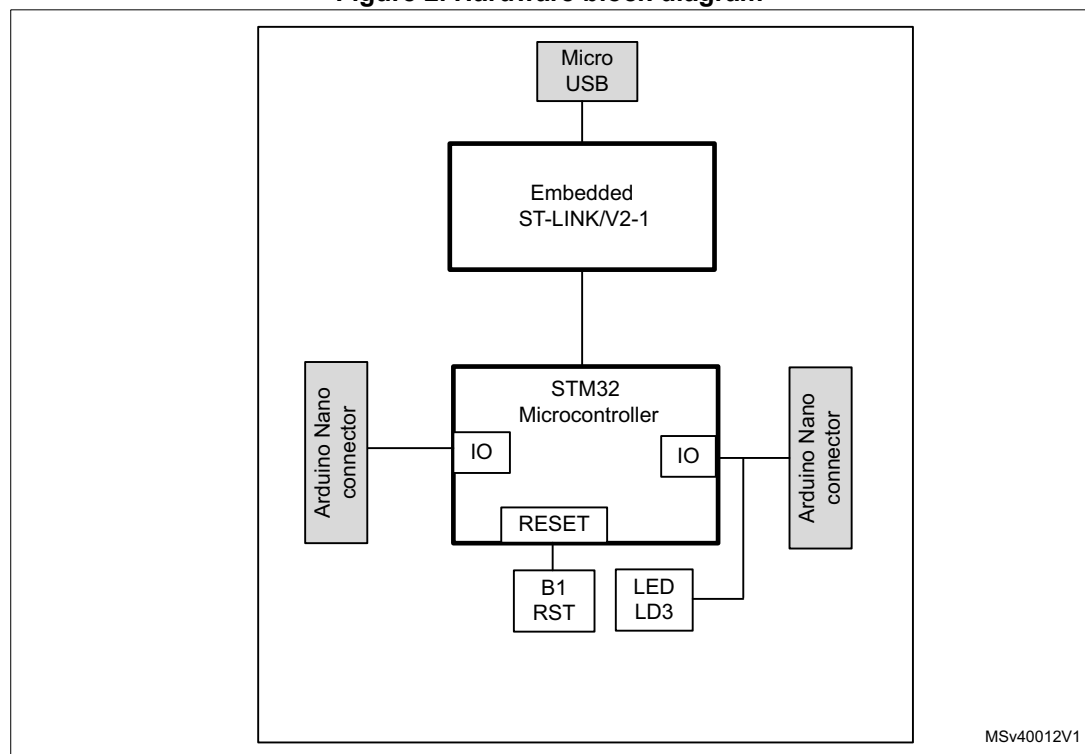 Figure 2. Hardware block diagram
Micro
USB
Embedded
ST-LINK/V2-1
STM32
Microcontroller
Arduino Nano
connector
IO
IO
Arduino Nano
connector
RESET
B1
RST
LED
LD3
MSv40012V1